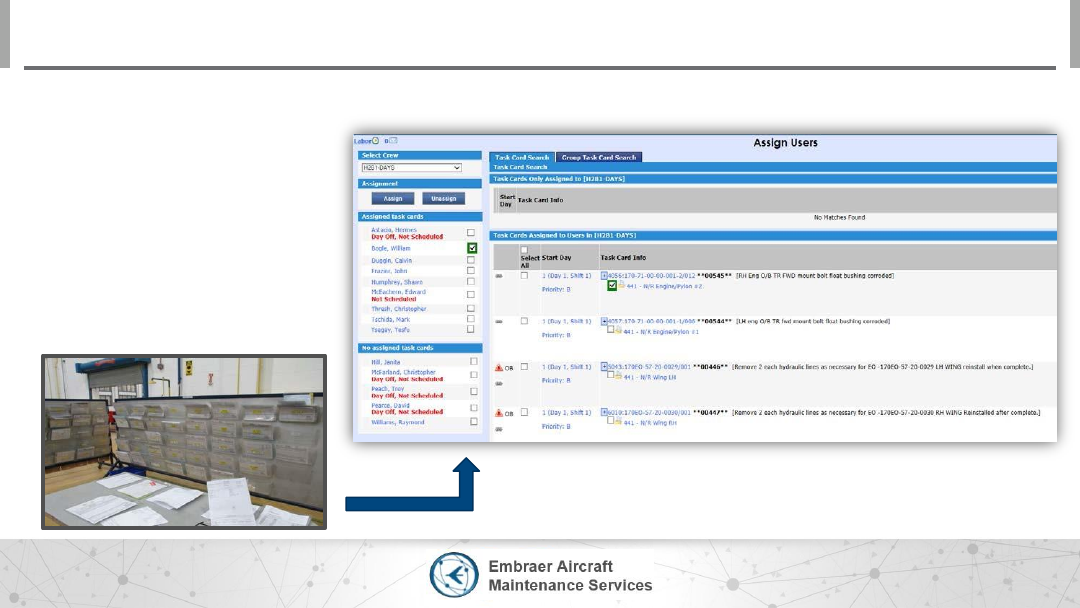 Labor 0
Assign Users
Select Crew
H281-DAYS
Assignment
Assign Unassign
Assigned task cards
Astacio, Hermes
Day Off, Not Scheduled
Bogle, William
Duggin, Calvin
Frazier, John
Humphrey, Shawn
McEachern, Edward
Not Scheduled
Thrash, Christopher
Tschida, Mark
Tsegay, Tesfu
No assigned task cards
Hill, Jenita
McFarland, Christopher
Day Off, Not Scheduled
Peach, Troy
Day Off, Not Scheduled
Pearce, David
Day Off, Not Scheduled
Williams, Raymond
Task Card Search Group Task Card Search
Task Card Search
Task Cards Only Assigned to [H281-DAYS]
Start Day Task Card Info
No Matches Found
Task Cards Assigned to Users in [H281-DAYS]
Select All Start Day Task Card Info
1 (Day 1, Shift 1) 4056:170-71-00-00-001-2/012 **00545** [RH Eng O/B TR FWD mount bolt float bushing corroded]
Priority: B 441 - N/R Engine/Pylon #2
1 (Day 1, Shift 1) 4057:170-71-00-00-001-1/008 **00544** [LH eng O/B TR fwd mount bolt float bushing corroded]
Priority: B 441 - N/R Engine/Pylon #1
OB 1 (Day 1, Shift 1) 5043:170EO-57-20-0029/001 **00446** [Remove 2 each hydraulic lines as necessary for EO -170EO-57-20-0029 LH WING reinstall when complete.]
Priority: B 441 - N/R Wing LH
OB 1 (Day 1, Shift 1) 6019:170EO-57-20-0030/001 **00447** [Remove 2 each hydraulic lines as necessary for EO -170EO-57-20-0030 RH WING Reinstalled after complete.]
Priority: B 441 - N/R Wing RH
Embraer Aircraft
Maintenance Services